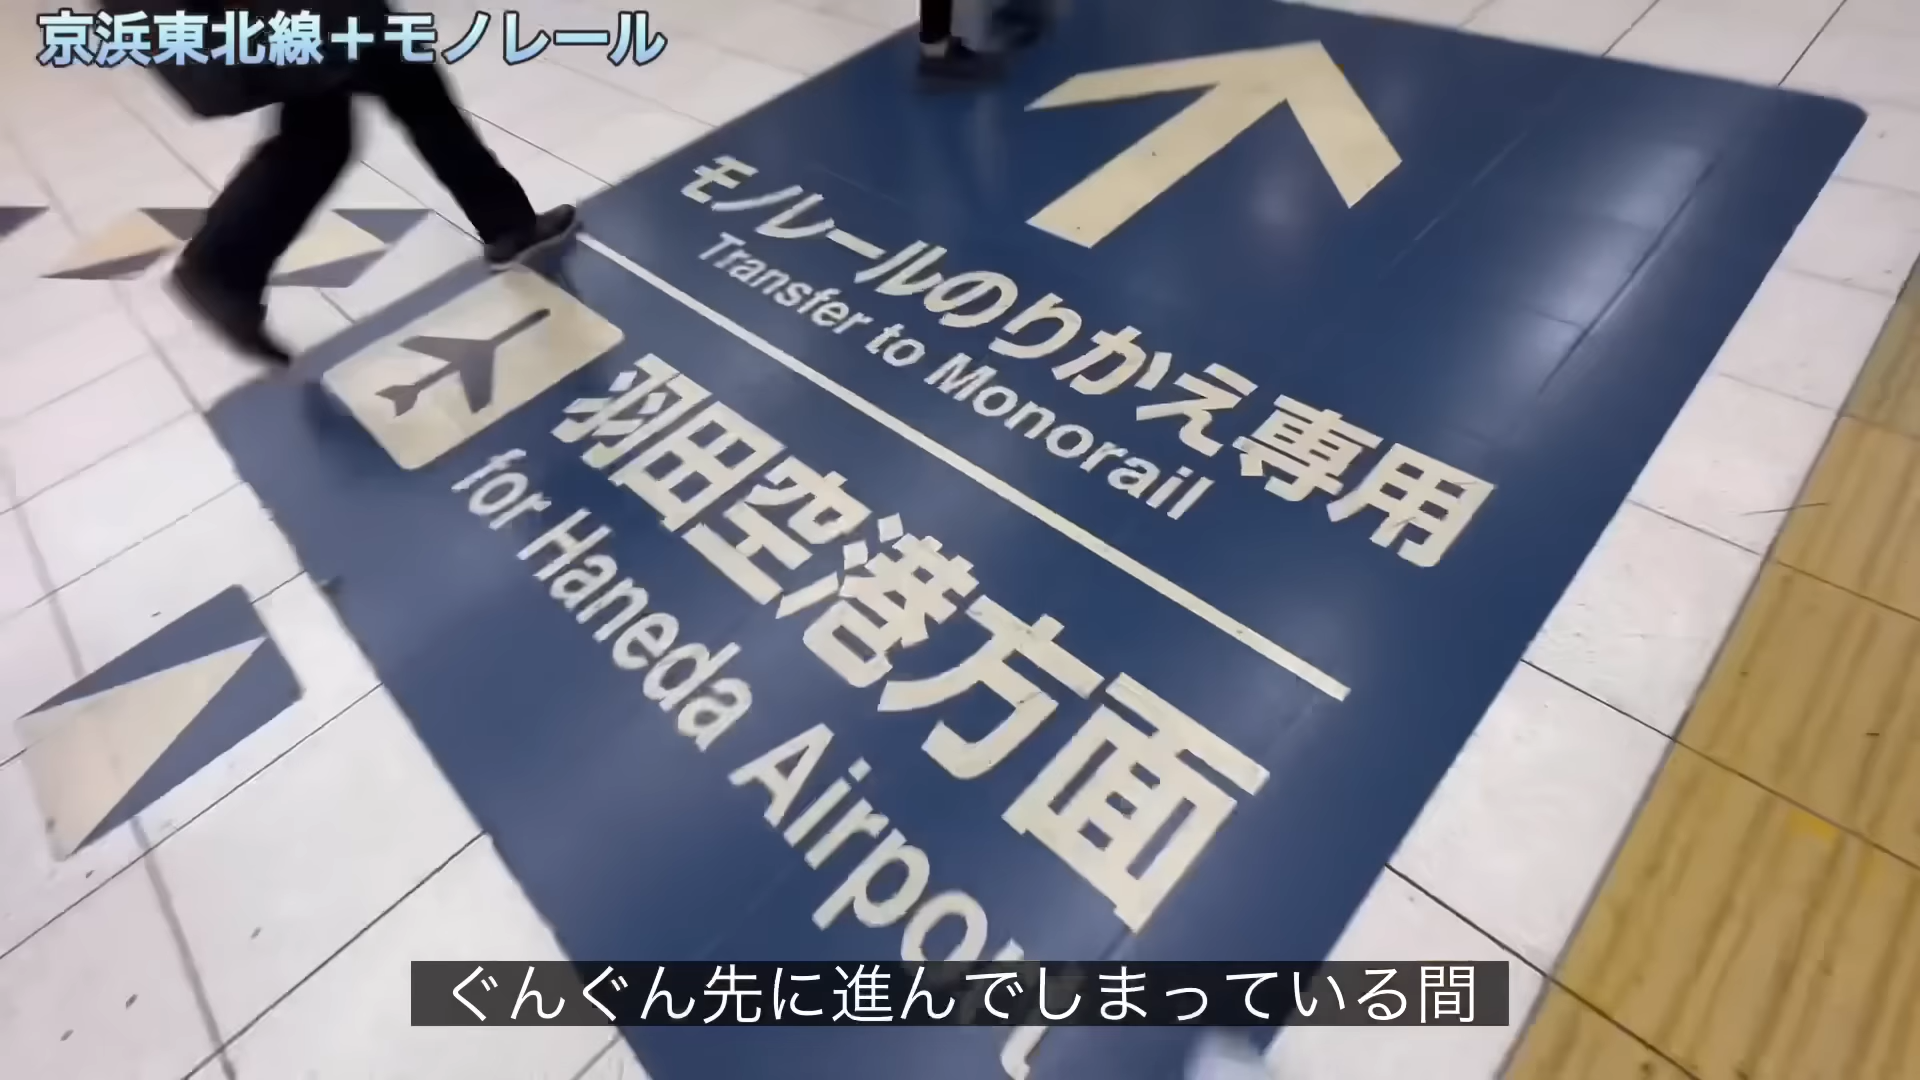 京浜東北線＋モノレール
モノレールのりかえ専用
Transfer to Monorail
羽田空港方面
for Haneda Airport
ぐんぐん先に進んでしまっている間